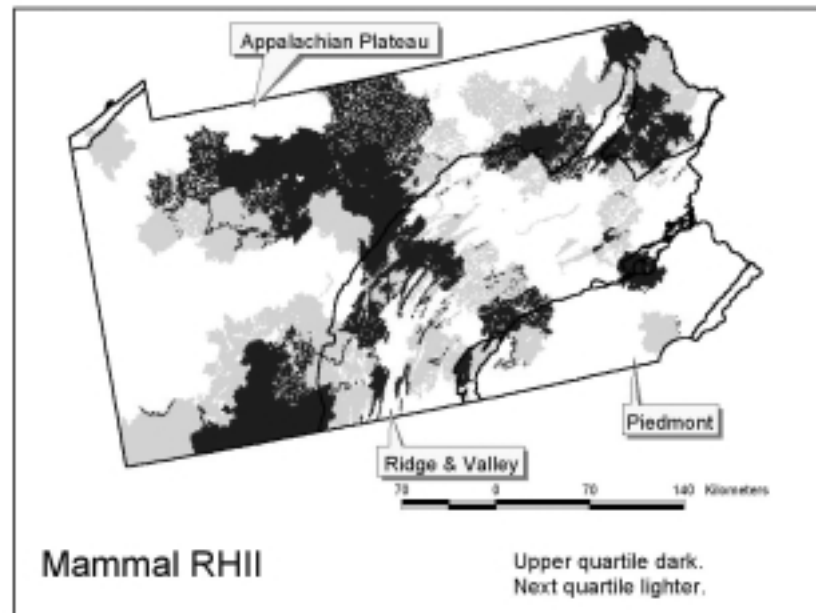 Appalachian Plateau
Piedmont
Ridge & Valley
70 0 70 140 Kilometers
Mammal RHII
Upper quartile dark.
Next quartile lighter.